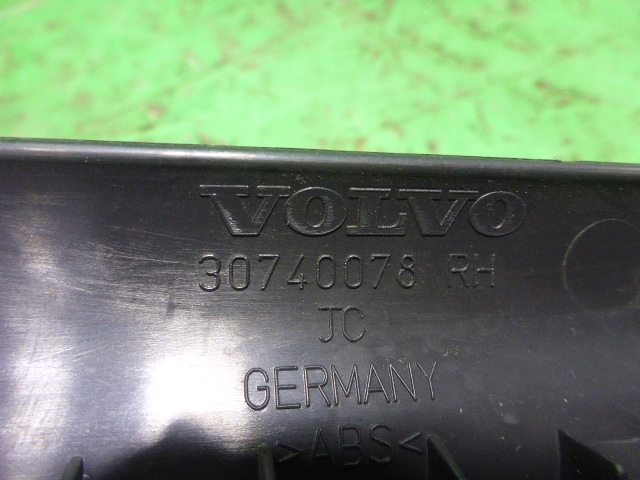 VOLVO
30740078 RH
JC
GERMANY
>ABS<